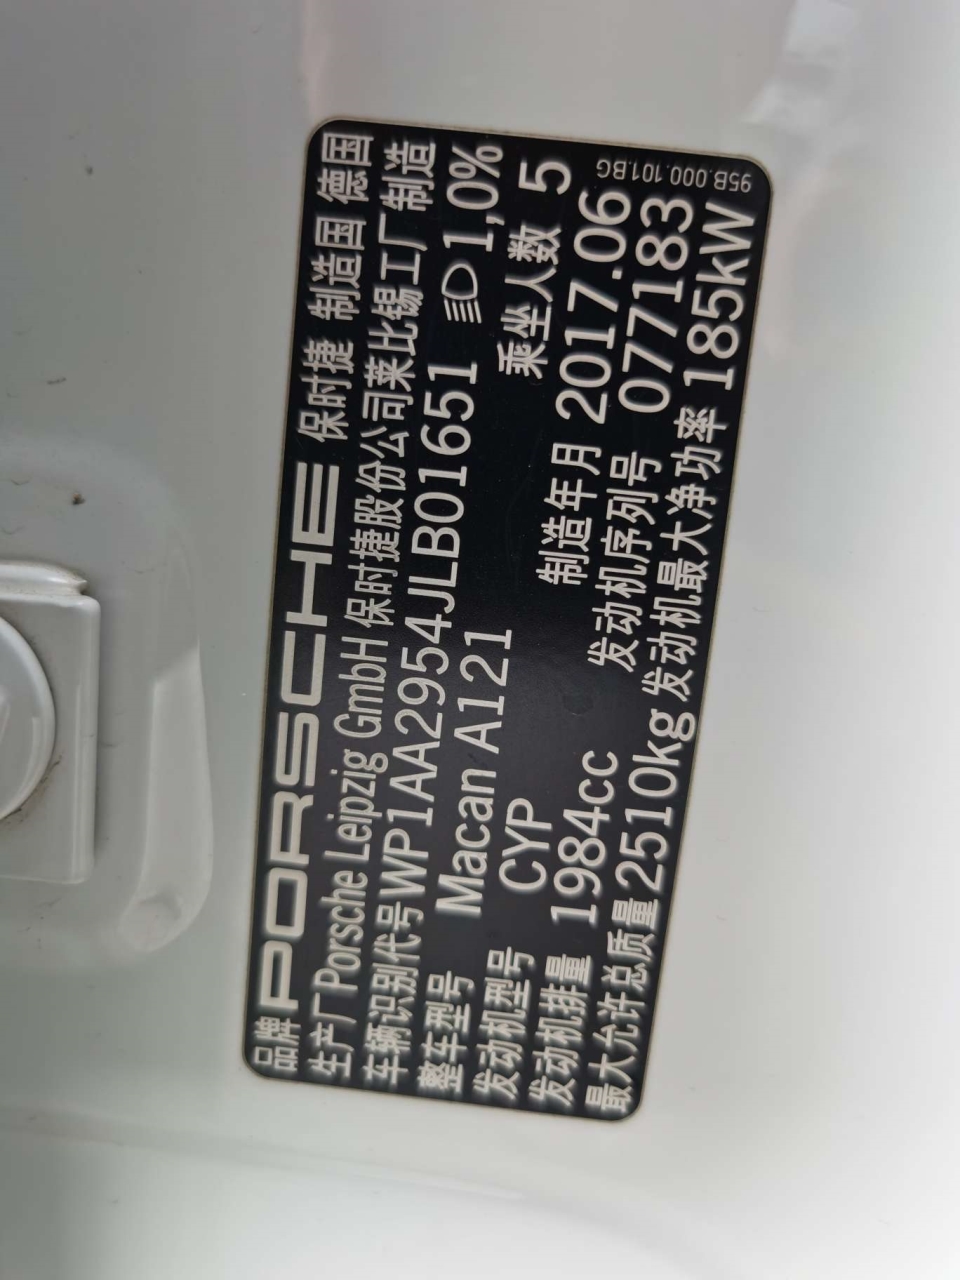 品牌 PORSCHE 保时捷 制造国 德国
生产厂 Porsche Leipzig GmbH 保时捷股份公司莱比锡工厂制造
车辆识别代号 WP1AA2954JLB01651 1,0%
整车型号 Macan A121 乘坐人数 5
发动机型号 CYP 制造年月 2017.06
发动机排量 1984cc 发动机序列号 077183
最大允许总质量 2510kg 发动机最大净功率 185kW
95B.000.101.BG